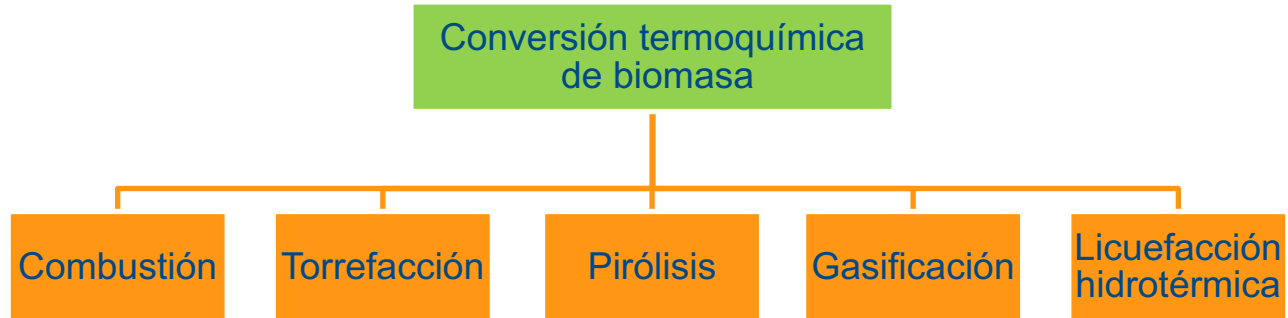 Conversión termoquímica
de biomasa
Combustión
Torrefacción
Pirólisis
Gasificación
Licuefacción
hidrotérmica